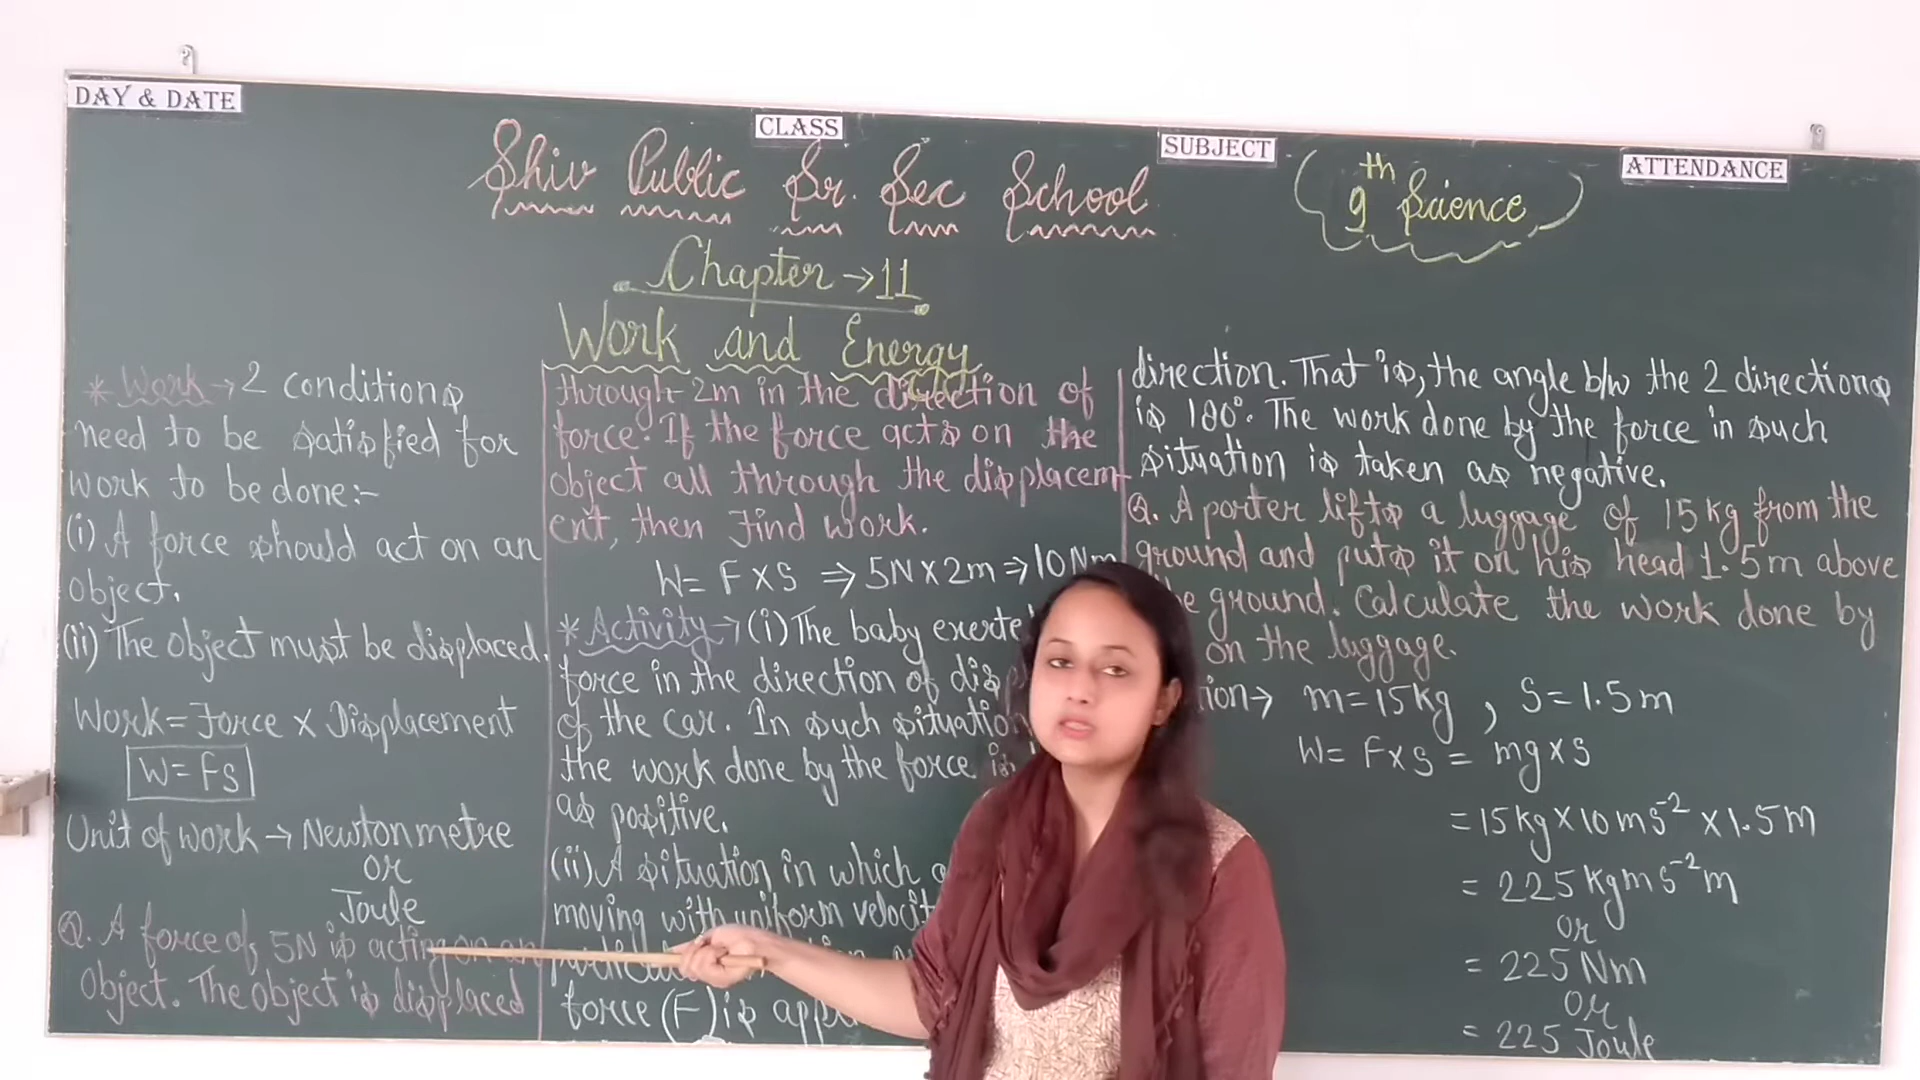 DAY & DATE
CLASS
SUBJECT
ATTENDANCE
Shiv Public Sr. Sec School
9th Science
Chapter → 11
Work and Energy
* Work → 2 conditions
need to be satisfied for
work to be done:-
(i) A force should act on an
object.
(ii) The object must be displaced.
Work = Force × Displacement
W = FS
Unit of work → Newton metre
or
Joule
Q. A force of 5N is acting on an
object. The object is displaced
through 2m in the direction of
force. If the force acts on the
object all through the displacem-
ent, then find work.
W = F × S ⇒ 5N × 2m ⇒ 10 Nm
* Activity → (i) The baby
force in the direction of
of the car. In such situation
the work done by the force is
as positive.
(ii) A situation in which
moving with uniform
force (F) is
direction. That is, the angle b/w the 2 directions
is 180°. The work done by the force in such
situation is taken as negative.
Q. A porter lifts a luggage of 15 kg from the
ground and puts it on his head 1.5m above
ground. Calculate the work done by
on the luggage.
m = 15kg , S = 1.5 m
W = F×S = mg×S
= 15 kg × 10 ms⁻² × 1.5 m
= 225 kgms⁻²m
or
= 225 Nm
or
= 225 Joule